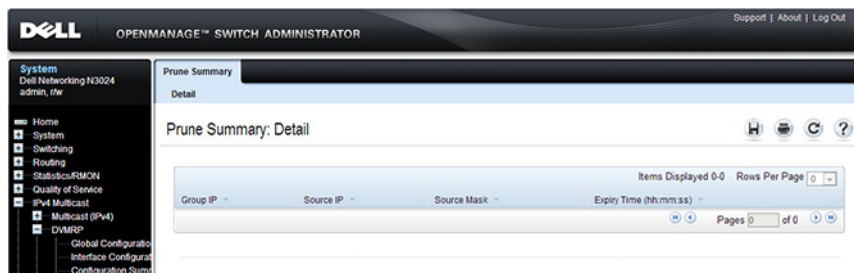 DELL
OPENMANAGE™ SWITCH ADMINISTRATOR
Support | About | Log Out
System
Dell Networking N3024
admin, r/w
Home
System
Switching
Routing
Statistics/RMON
Quality of Service
IPv4 Multicast
Multicast (IPv4)
DVMRP
Global Configuratio
Interface Configurat
Configuration Summ
Prune Summary
Detail
Prune Summary: Detail
Items Displayed 0-0 Rows Per Page 0
Group IP Source IP Source Mask Expiry Time (hh:mm:ss)
Pages 0 of 0